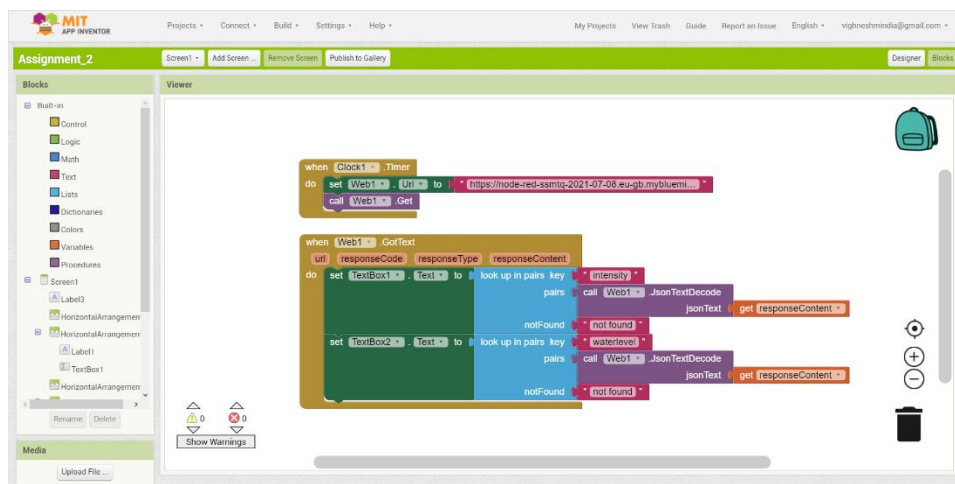 MIT
APP INVENTOR
Projects
Connect
Build
Settings
Help
My Projects
View Trash
Guide
Report an Issue
English
vighneshmindia@gmail.com
Assignment_2
Screen1
Add Screen ...
Remove Screen
Publish to Gallery
Designer
Blocks
Blocks
Viewer
Built-in
Control
Logic
Math
Text
Lists
Dictionaries
Colors
Variables
Procedures
Screen1
Label3
HorizontalArrangemen
HorizontalArrangemen
Label1
TextBox1
HorizontalArrangemen
Rename
Delete
Media
Upload File ...
when Clock1 .Timer
do set Web1 . Url to " https://node-red-ssmtq-2021-07-08.eu-gb.mybluemi... "
call Web1 .Get
when Web1 .GotText
url responseCode responseType responseContent
do set TextBox1 . Text to look up in pairs key " intensity "
pairs call Web1 .JsonTextDecode
jsonText get responseContent
notFound " not found "
set TextBox2 . Text to look up in pairs key " waterlevel "
pairs call Web1 .JsonTextDecode
jsonText get responseContent
notFound " not found "
0
0
Show Warnings